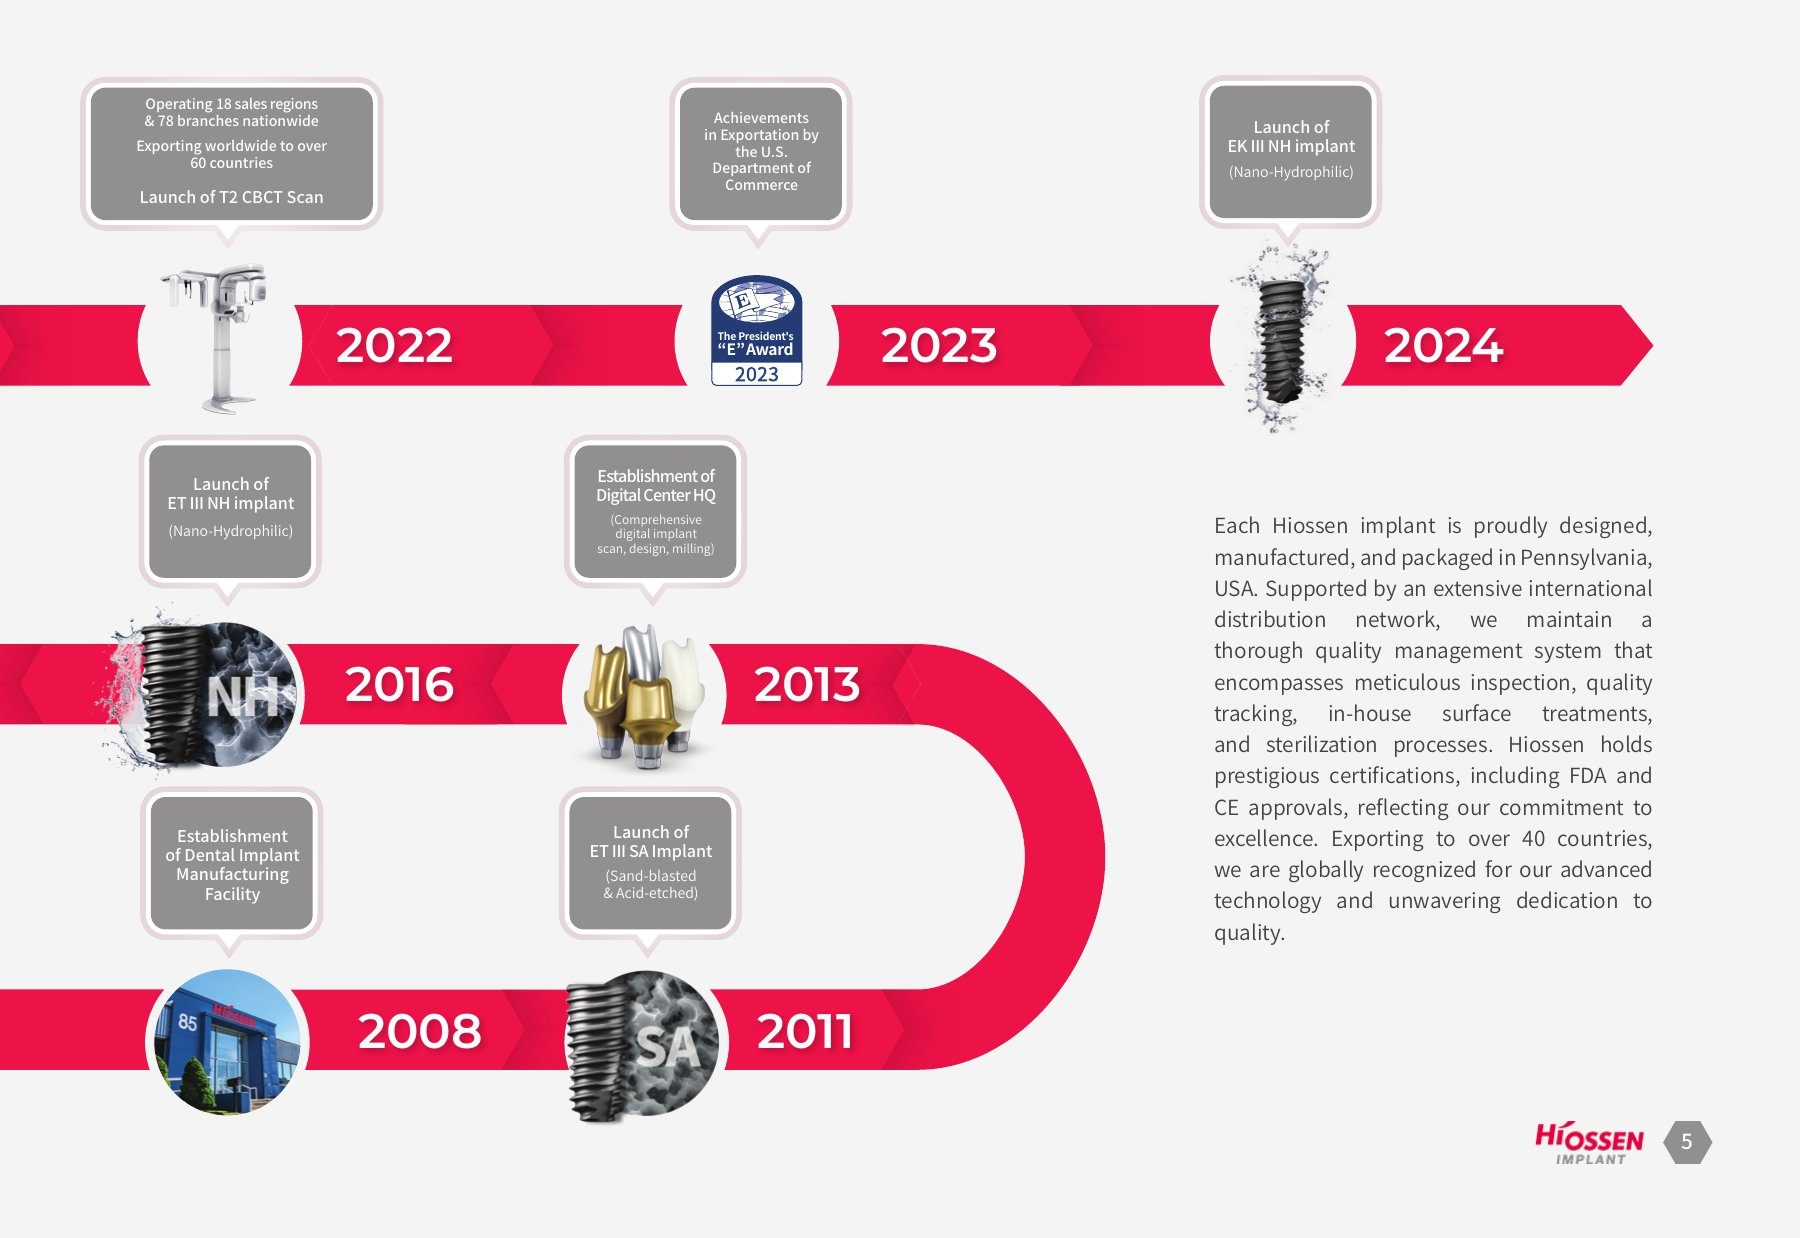 Operating 18 sales regions
& 78 branches nationwide
Exporting worldwide to over
60 countries
Launch of T2 CBCT Scan
2022
Achievements
in Exportation by
the U.S.
Department of
Commerce
E
The President's
“E” Award
2023
2023
Launch of
EK III NH implant
(Nano-Hydrophilic)
2024
Launch of
ET III NH implant
(Nano-Hydrophilic)
NH
2016
Establishment of
Digital Center HQ
(Comprehensive
digital implant
scan, design, milling)
2013
Establishment
of Dental Implant
Manufacturing
Facility
85
HIOSSEN
2008
Launch of
ET III SA Implant
(Sand-blasted
& Acid-etched)
SA
2011
Each Hiossen implant is proudly designed,
manufactured, and packaged in Pennsylvania,
USA. Supported by an extensive international
distribution network, we maintain a
thorough quality management system that
encompasses meticulous inspection, quality
tracking, in-house surface treatments,
and sterilization processes. Hiossen holds
prestigious certifications, including FDA and
CE approvals, reflecting our commitment to
excellence. Exporting to over 40 countries,
we are globally recognized for our advanced
technology and unwavering dedication to
quality.
HIOSSEN
IMPLANT
5